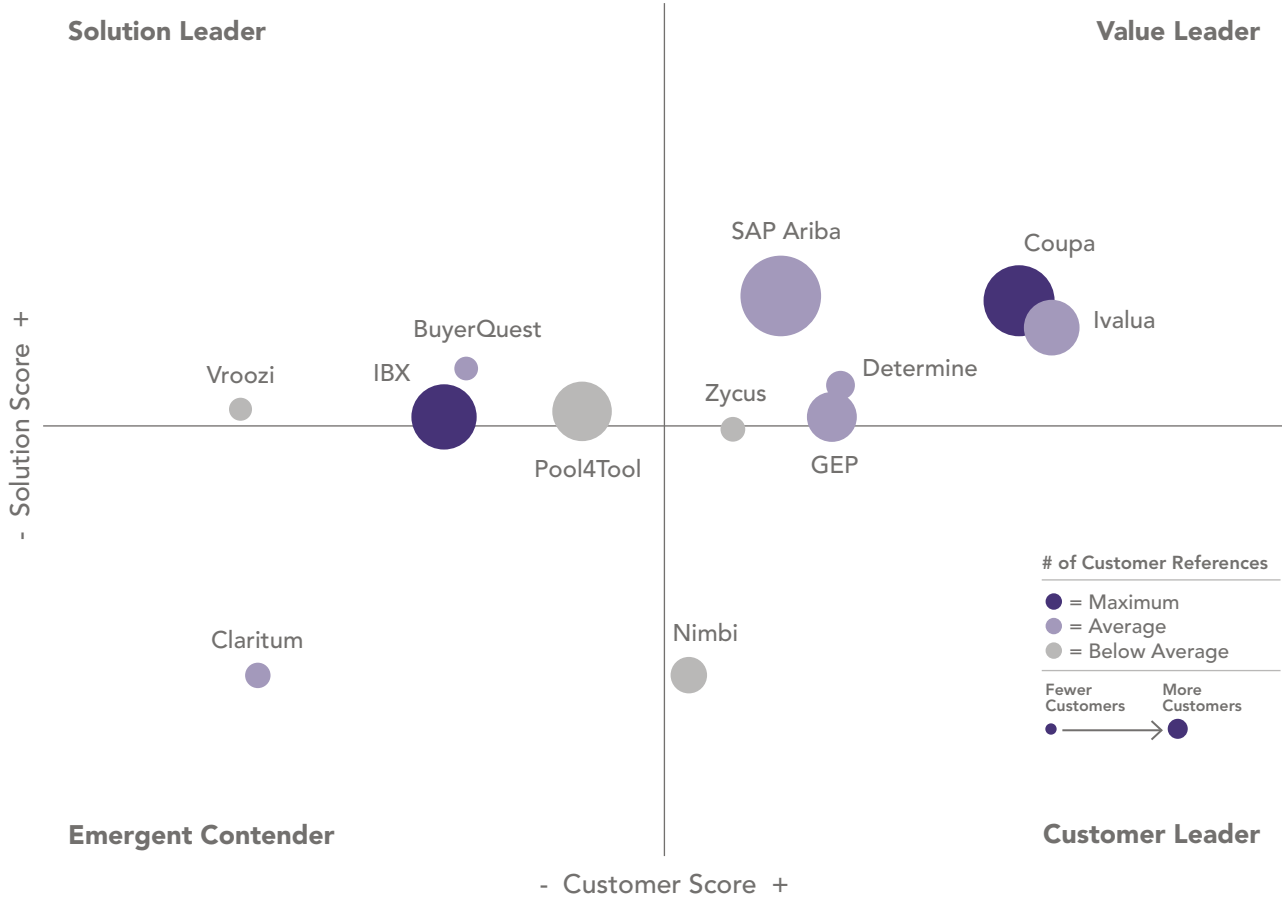 Solution Leader
Value Leader
SAP Ariba
Coupa
Ivalua
BuyerQuest
Determine
Vroozi
IBX
Zycus
Pool4Tool
GEP
- Solution Score +
# of Customer References
= Maximum
= Average
= Below Average
Fewer
Customers
More
Customers
Claritum
Nimbi
Emergent Contender
Customer Leader
- Customer Score +